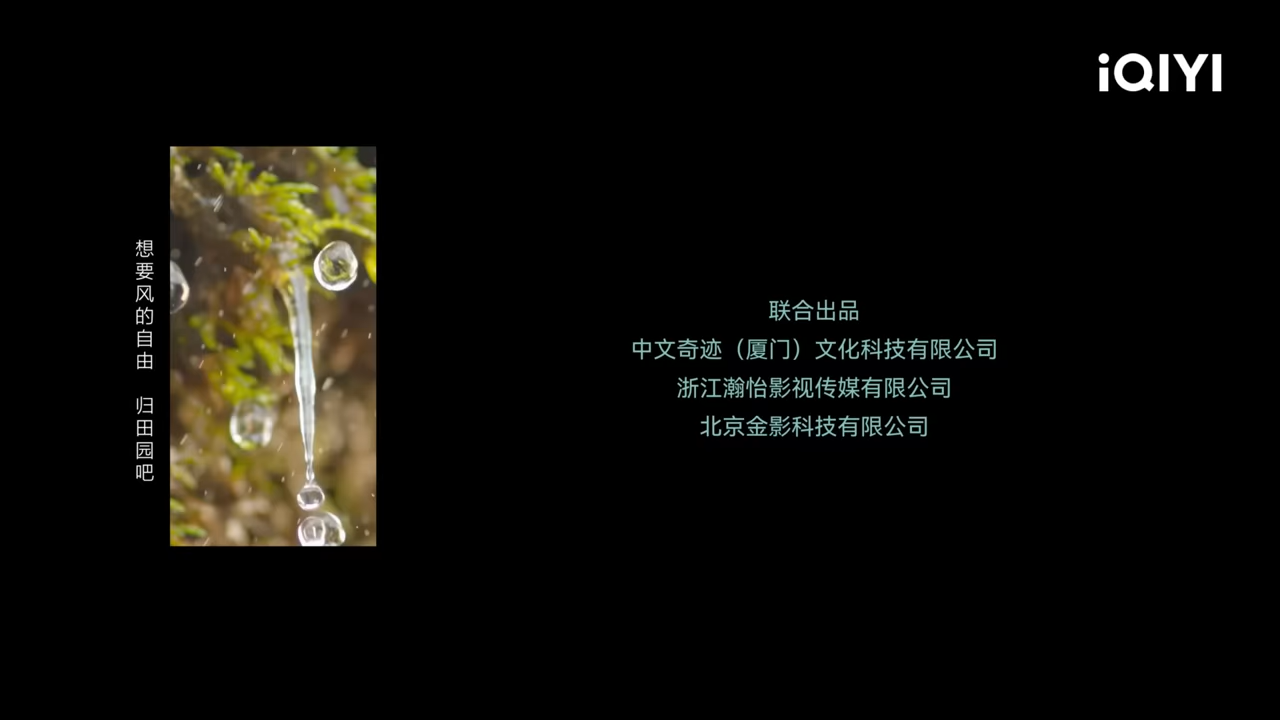 iQIYI
想要风的自由 归田园吧
联合出品
中文奇迹（厦门）文化科技有限公司
浙江瀚怡影视传媒有限公司
北京金影科技有限公司